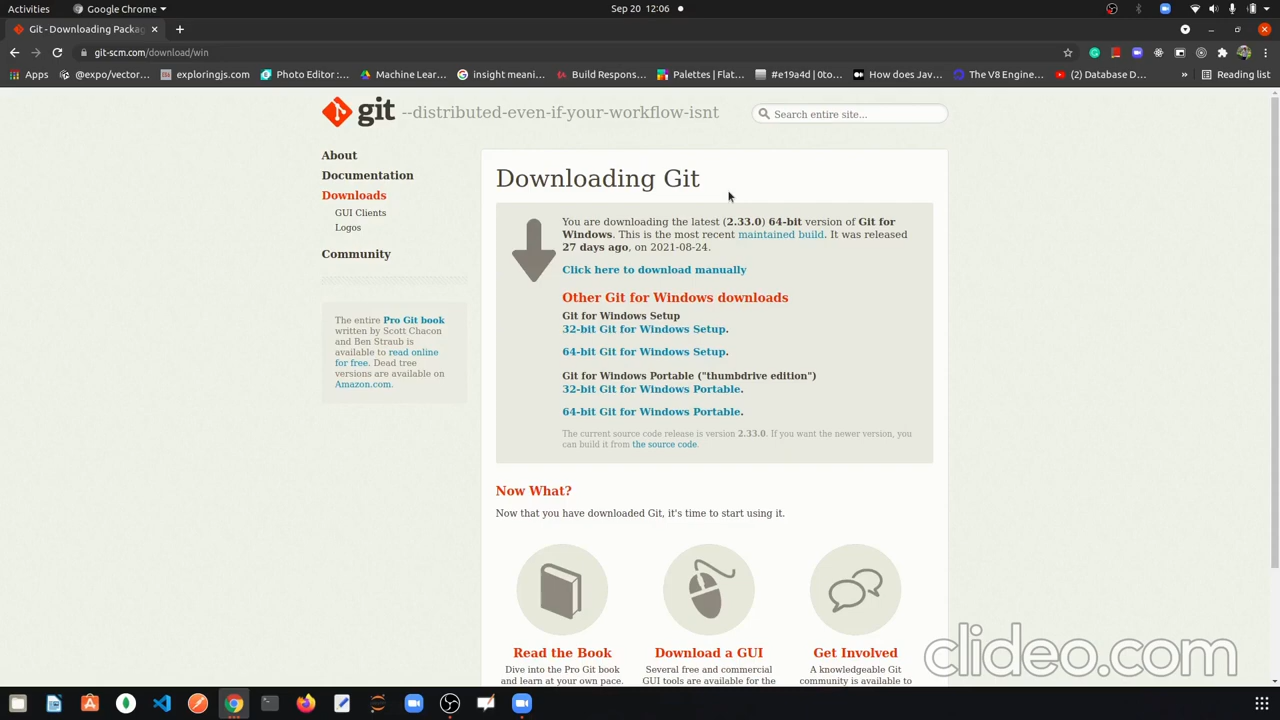 Activities
Google Chrome
Sep 20 12:06
Git - Downloading Packag
git-scm.com/download/win
Apps
@expo/vector...
exploringjs.com
Photo Editor :...
Machine Lear...
insight meani...
Build Respons...
Palettes | Flat...
#e19a4d | 0to...
How does Jav...
The V8 Engine...
(2) Database D...
»
Reading list
git --distributed-even-if-your-workflow-isnt
Search entire site...
About
Documentation
Downloads
GUI Clients
Logos
Community
The entire Pro Git book
written by Scott Chacon
and Ben Straub is
available to read online
for free. Dead tree
versions are available on
Amazon.com.
Downloading Git
You are downloading the latest (2.33.0) 64-bit version of Git for
Windows. This is the most recent maintained build. It was released
27 days ago, on 2021-08-24.
Click here to download manually
Other Git for Windows downloads
Git for Windows Setup
32-bit Git for Windows Setup.
64-bit Git for Windows Setup.
Git for Windows Portable ("thumbdrive edition")
32-bit Git for Windows Portable.
64-bit Git for Windows Portable.
The current source code release is version 2.33.0. If you want the newer version, you
can build it from the source code.
Now What?
Now that you have downloaded Git, it's time to start using it.
Read the Book
Dive into the Pro Git book
and learn at your own pace.
Download a GUI
Several free and commercial
GUI tools are available for the
Get Involved
A knowledgeable Git
community is available to
clideo.com